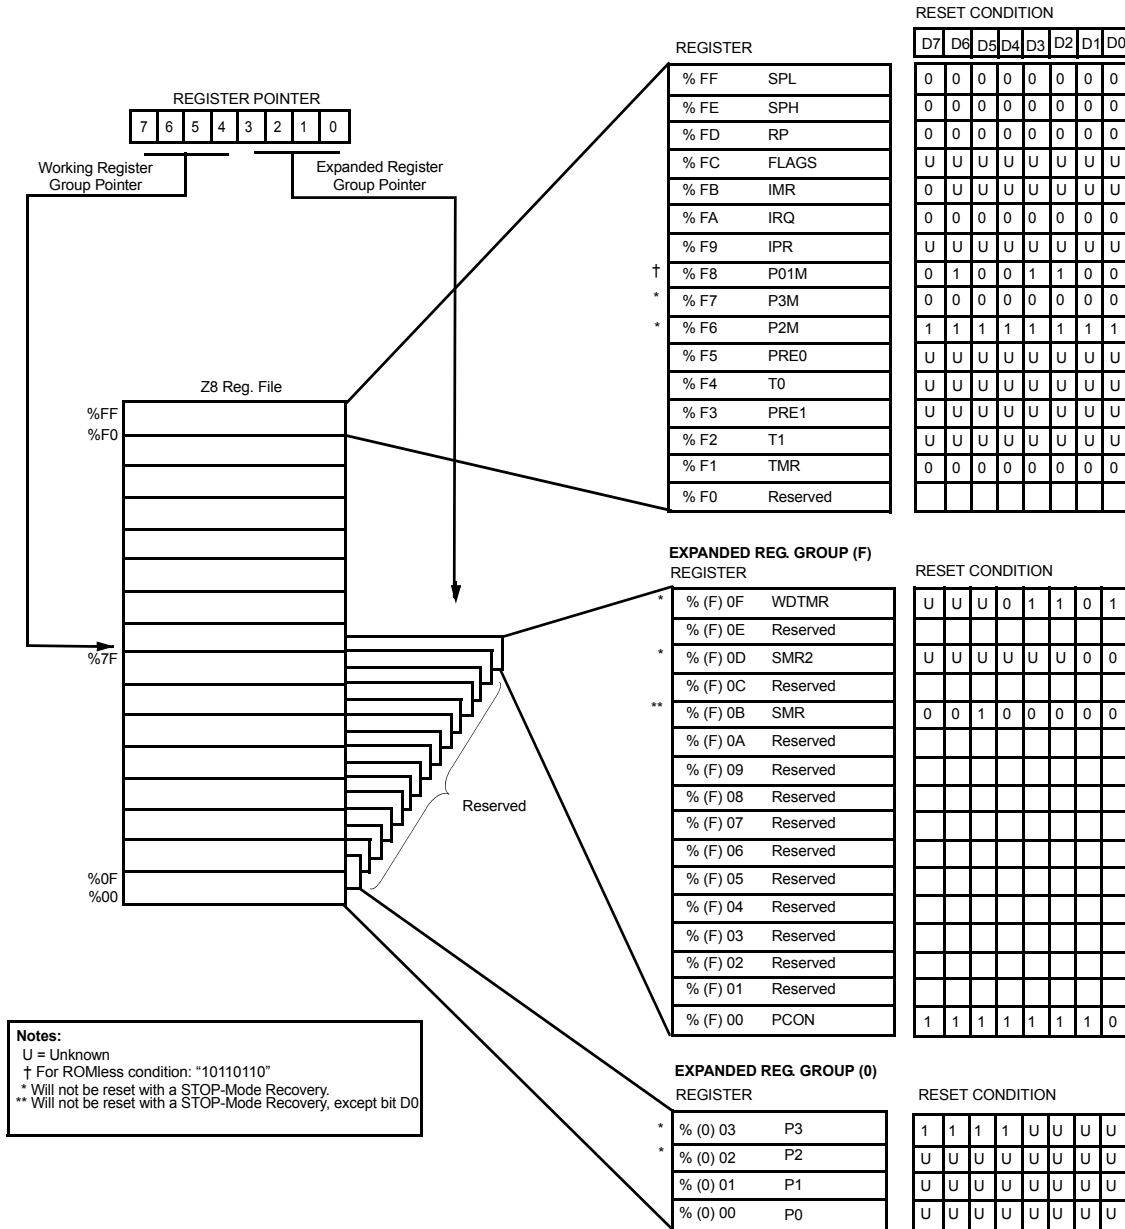 REGISTER POINTER
7 6 5 4 3 2 1 0
Working Register
Group Pointer
Expanded Register
Group Pointer
Z8 Reg. File
%FF
%F0
%7F
%0F
%00
Reserved
RESET CONDITION
REGISTER D7 D6 D5 D4 D3 D2 D1 D0
% FF SPL 0 0 0 0 0 0 0 0
% FE SPH 0 0 0 0 0 0 0 0
% FD RP 0 0 0 0 0 0 0 0
% FC FLAGS U U U U U U U U
% FB IMR 0 U U U U U U U
% FA IRQ 0 0 0 0 0 0 0 0
% F9 IPR U U U U U U U U
† % F8 P01M 0 1 0 0 1 1 0 0
* % F7 P3M 0 0 0 0 0 0 0 0
* % F6 P2M 1 1 1 1 1 1 1 1
% F5 PRE0 U U U U U U U U
% F4 T0 U U U U U U U U
% F3 PRE1 U U U U U U U U
% F2 T1 U U U U U U U U
% F1 TMR 0 0 0 0 0 0 0 0
% F0 Reserved
EXPANDED REG. GROUP (F)
REGISTER RESET CONDITION
* % (F) 0F WDTMR U U U 0 1 1 0 1
% (F) 0E Reserved
* % (F) 0D SMR2 U U U U U U 0 0
% (F) 0C Reserved
** % (F) 0B SMR 0 0 1 0 0 0 0 0
% (F) 0A Reserved
% (F) 09 Reserved
% (F) 08 Reserved
% (F) 07 Reserved
% (F) 06 Reserved
% (F) 05 Reserved
% (F) 04 Reserved
% (F) 03 Reserved
% (F) 02 Reserved
% (F) 01 Reserved
% (F) 00 PCON 1 1 1 1 1 1 1 0
EXPANDED REG. GROUP (0)
REGISTER RESET CONDITION
* % (0) 03 P3 1 1 1 1 U U U U
* % (0) 02 P2 U U U U U U U U
% (0) 01 P1 U U U U U U U U
% (0) 00 P0 U U U U U U U U
Notes:
U = Unknown
† For ROMless condition: “10110110”
* Will not be reset with a STOP-Mode Recovery.
** Will not be reset with a STOP-Mode Recovery, except bit D0